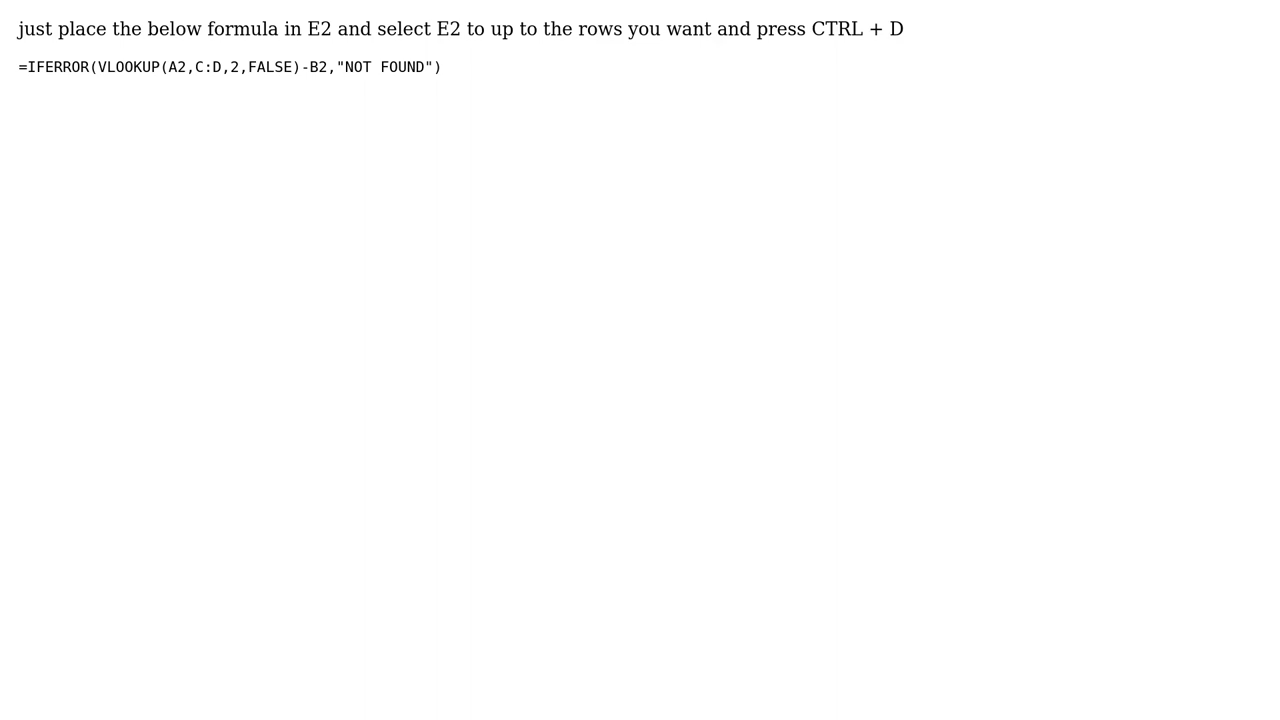 just place the below formula in E2 and select E2 to up to the rows you want and press CTRL + D
=IFERROR(VLOOKUP(A2,C:D,2,FALSE)-B2,"NOT FOUND")